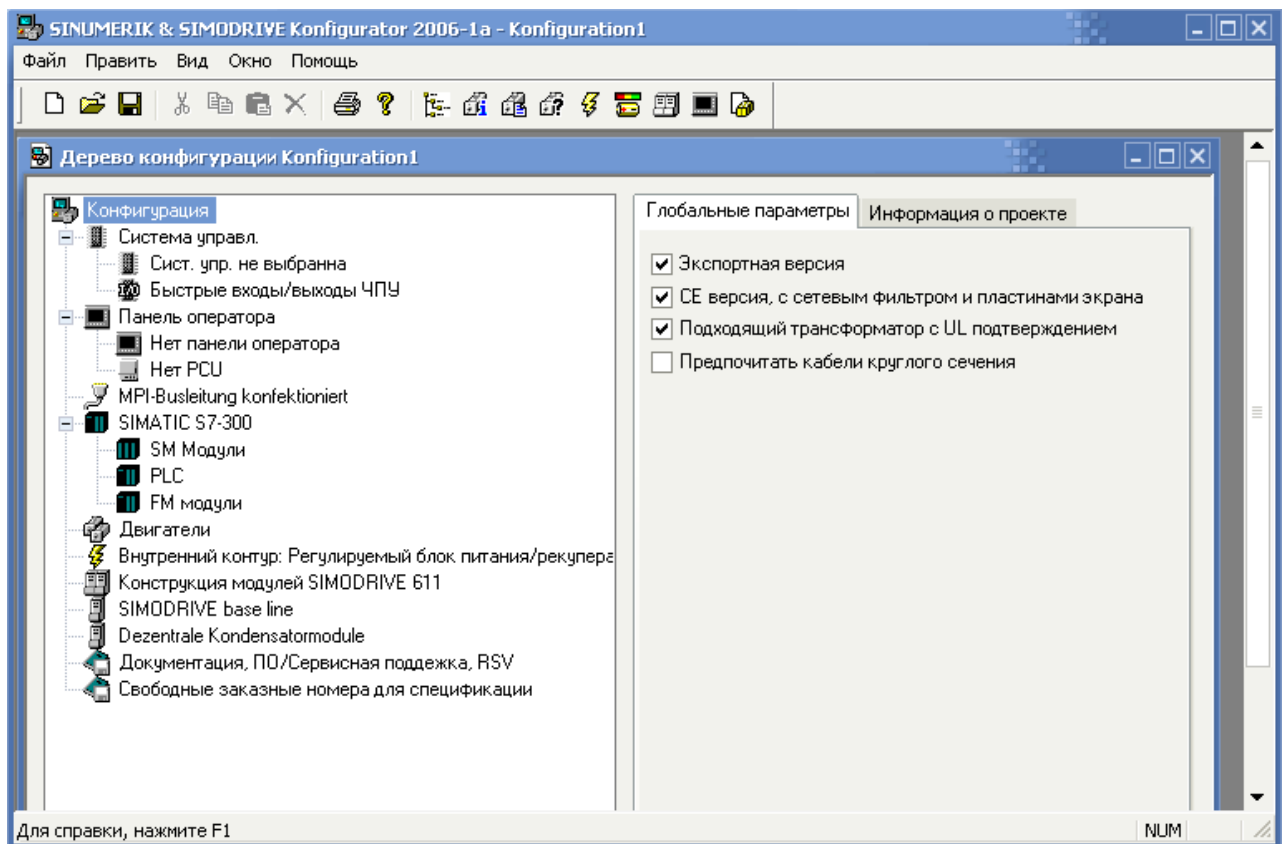 SINUMERIK & SIMODRIVE Konfigurator 2006-1a - Konfiguration1
Файл Править Вид Окно Помощь
Дерево конфигурации Konfiguration1
Конфигурация
Система управл.
Сист. упр. не выбранна
Быстрые входы/выходы ЧПУ
Панель оператора
Нет панели оператора
Нет PCU
MPI-Busleitung konfektioniert
SIMATIC S7-300
SM Модули
PLC
FM модули
Двигатели
Внутренний контур: Регулируемый блок питания/рекупера
Конструкция модулей SIMODRIVE 611
SIMODRIVE base line
Dezentrale Kondensatormodule
Документация, ПО/Сервисная поддежка, RSV
Свободные заказные номера для спецификации
Глобальные параметры Информация о проекте
Экспортная версия
CE версия, с сетевым фильтром и пластинами экрана
Подходящий трансформатор с UL подтверждением
Предпочитать кабели круглого сечения
Для справки, нажмите F1 NUM